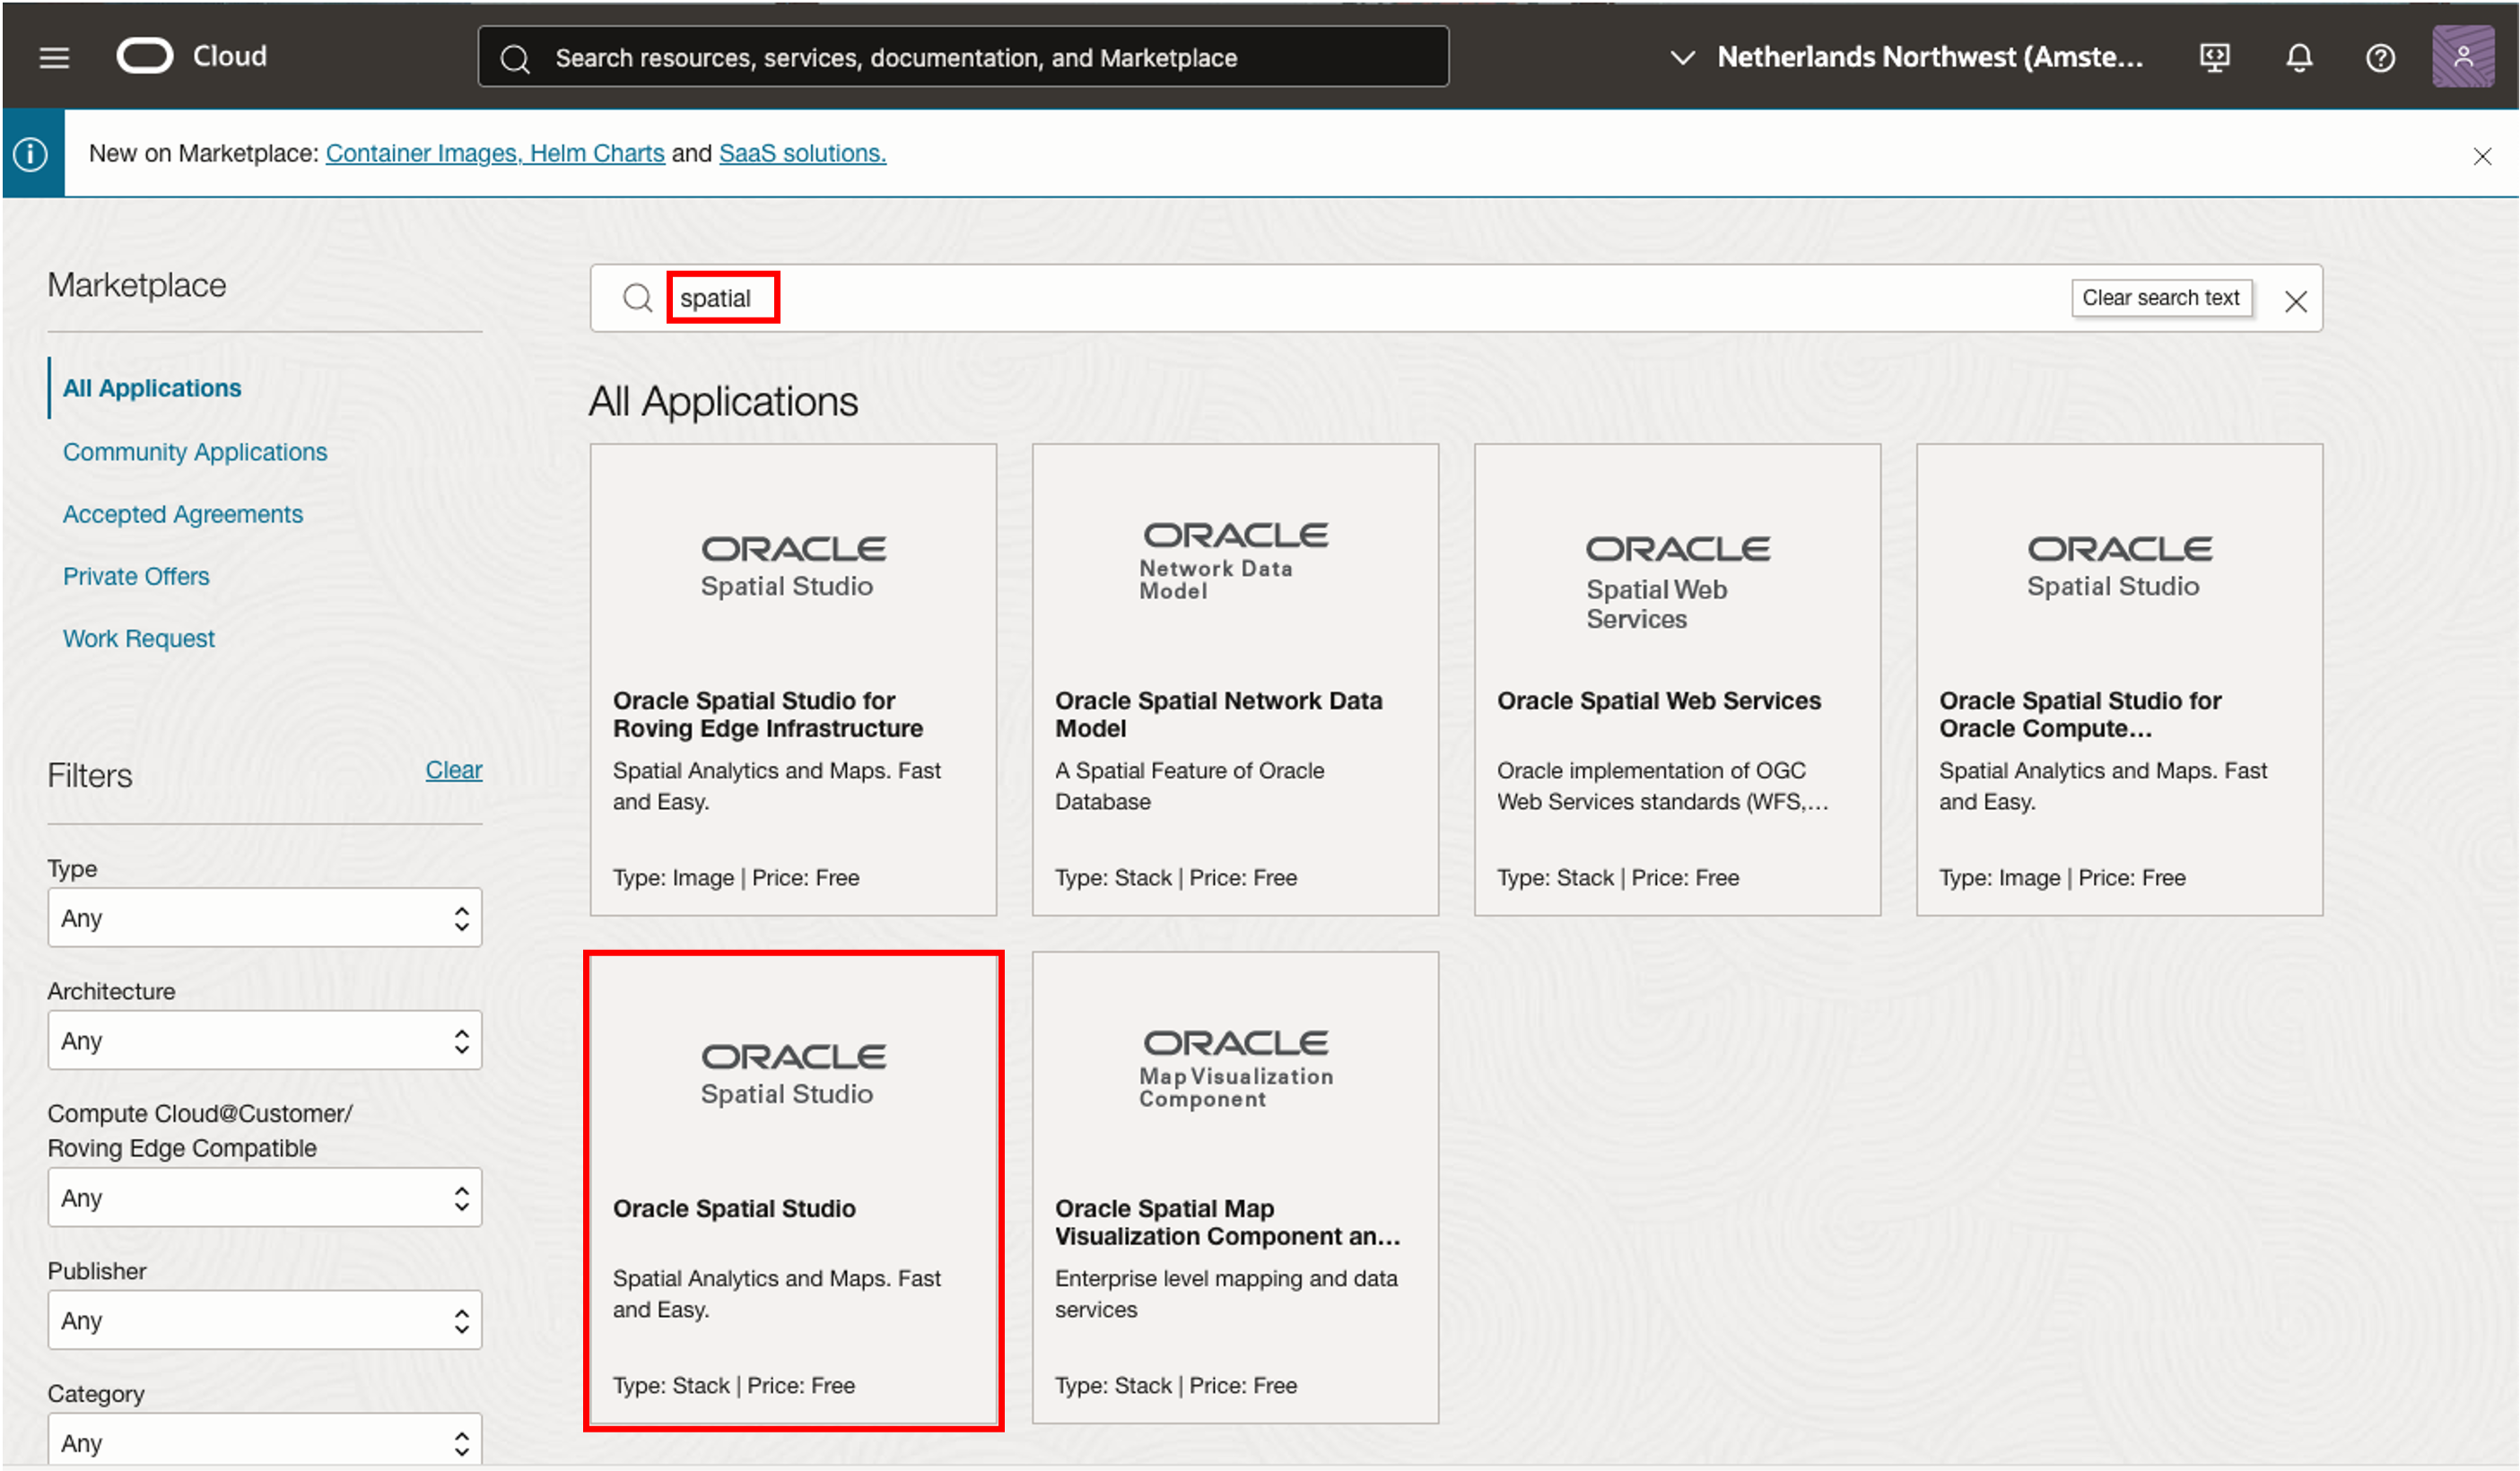 Cloud
Search resources, services, documentation, and Marketplace
Netherlands Northwest (Amste...
New on Marketplace: Container Images, Helm Charts and SaaS solutions.
Marketplace
All Applications
Community Applications
Accepted Agreements
Private Offers
Work Request
Filters
Clear
Type
Any
Architecture
Any
Compute Cloud@Customer/
Roving Edge Compatible
Any
Publisher
Any
Category
Any
spatial
Clear search text
All Applications
ORACLE
Spatial Studio
Oracle Spatial Studio for
Roving Edge Infrastructure
Spatial Analytics and Maps. Fast
and Easy.
Type: Image | Price: Free
ORACLE
Network Data
Model
Oracle Spatial Network Data
Model
A Spatial Feature of Oracle
Database
Type: Stack | Price: Free
ORACLE
Spatial Web
Services
Oracle Spatial Web Services
Oracle implementation of OGC
Web Services standards (WFS,...
Type: Stack | Price: Free
ORACLE
Spatial Studio
Oracle Spatial Studio for
Oracle Compute...
Spatial Analytics and Maps. Fast
and Easy.
Type: Image | Price: Free
ORACLE
Spatial Studio
Oracle Spatial Studio
Spatial Analytics and Maps. Fast
and Easy.
Type: Stack | Price: Free
ORACLE
Map Visualization
Component
Oracle Spatial Map
Visualization Component an...
Enterprise level mapping and data
services
Type: Stack | Price: Free